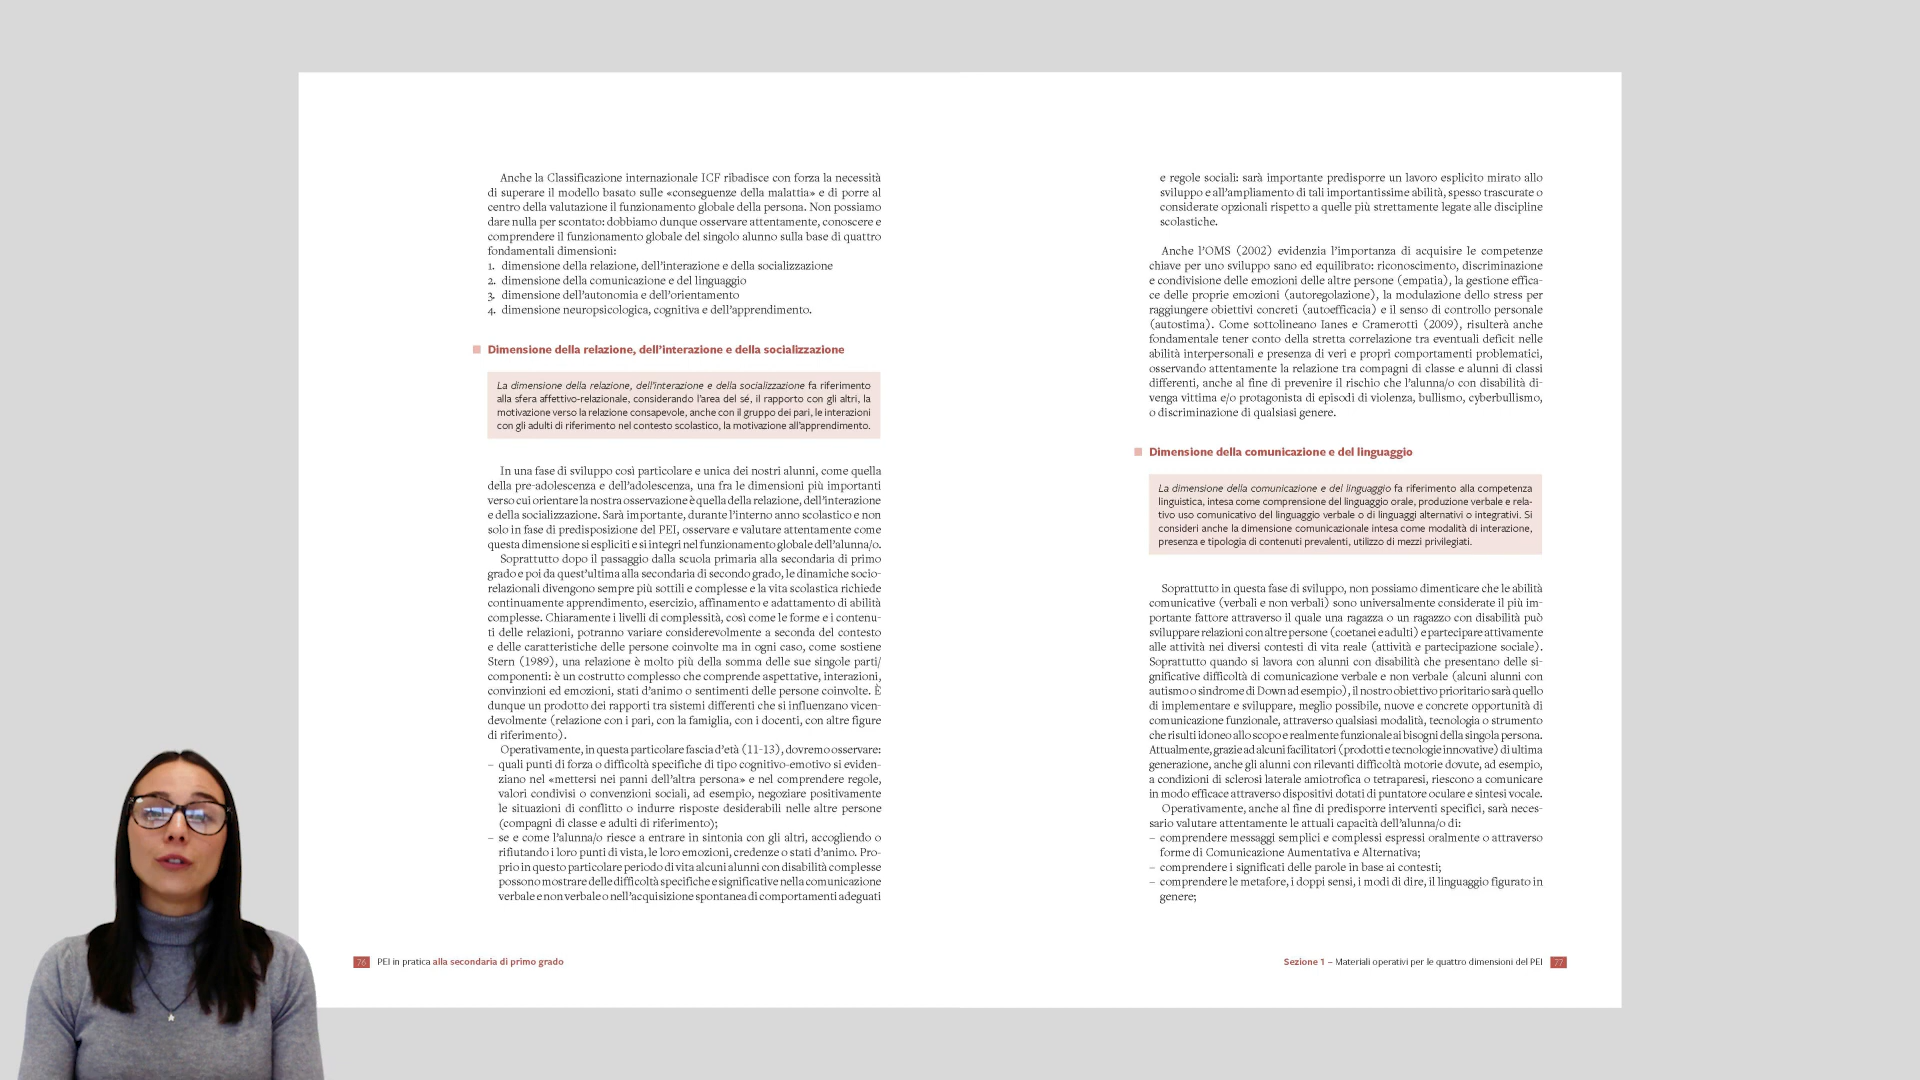 Anche la Classificazione internazionale ICF ribadisce con forza la necessità
di superare il modello basato sulle «conseguenze della malattia» e di porre al
centro della valutazione il funzionamento globale della persona. Non possiamo
dare nulla per scontato: dobbiamo dunque osservare attentamente, conoscere e
comprendere il funzionamento globale del singolo alunno sulla base di quattro
fondamentali dimensioni:
1. dimensione della relazione, dell'interazione e della socializzazione
2. dimensione della comunicazione e del linguaggio
3. dimensione dell'autonomia e dell'orientamento
4. dimensione neuropsicologica, cognitiva e dell'apprendimento.
Dimensione della relazione, dell'interazione e della socializzazione
La dimensione della relazione, dell'interazione e della socializzazione fa riferimento
alla sfera affettivo-relazionale, considerando l'area del sé, il rapporto con gli altri, la
motivazione verso la relazione consapevole, anche con il gruppo dei pari, le interazioni
con gli adulti di riferimento nel contesto scolastico, la motivazione all'apprendimento.
In una fase di sviluppo così particolare e unica dei nostri alunni, come quella
della pre-adolescenza e dell'adolescenza, una fra le dimensioni più importanti
verso cui orientare la nostra osservazione è quella della relazione, dell'interazione
e della socializzazione. Sarà importante, durante l'interno anno scolastico e non
solo in fase di predisposizione del PEI, osservare e valutare attentamente come
questa dimensione si espliciti e si integri nel funzionamento globale dell'alunna/o.
Soprattutto dopo il passaggio dalla scuola primaria alla secondaria di primo
grado e poi da quest'ultima alla secondaria di secondo grado, le dinamiche socio-
relazionali divengono sempre più sottili e complesse e la vita scolastica richiede
continuamente apprendimento, esercizio, affinamento e adattamento di abilità
complesse. Chiaramente i livelli di complessità, così come le forme e i contenu-
ti delle relazioni, potranno variare considerevolmente a seconda del contesto
e delle caratteristiche delle persone coinvolte ma in ogni caso, come sostiene
Stern (1989), una relazione è molto più della somma delle sue singole parti/
componenti: è un costrutto complesso che comprende aspettative, interazioni,
convinzioni ed emozioni, stati d'animo o sentimenti delle persone coinvolte. È
dunque un prodotto dei rapporti tra sistemi differenti che si influenzano vicen-
devolmente (relazione con i pari, con la famiglia, con i docenti, con altre figure
di riferimento).
Operativamente, in questa particolare fascia d'età (11-13), dovremo osservare:
– quali punti di forza o difficoltà specifiche di tipo cognitivo-emotivo si eviden-
ziano nel «mettersi nei panni dell'altra persona» e nel comprendere regole,
valori condivisi o convenzioni sociali, ad esempio, negoziare positivamente
le situazioni di conflitto o indurre risposte desiderabili nelle altre persone
(compagni di classe e adulti di riferimento);
– se e come l'alunna/o riesce a entrare in sintonia con gli altri, accogliendo o
rifiutando i loro punti di vista, le loro emozioni, credenze o stati d'animo. Pro-
prio in questo particolare periodo di vita alcuni alunni con disabilità complesse
possono mostrare delle difficoltà specifiche e significative nella comunicazione
verbale e non verbale o nell'acquisizione spontanea di comportamenti adeguati
76 PEI in pratica alla secondaria di primo grado
e regole sociali: sarà importante predisporre un lavoro esplicito mirato allo
sviluppo e all'ampliamento di tali importantissime abilità, spesso trascurate o
considerate opzionali rispetto a quelle più strettamente legate alle discipline
scolastiche.
Anche l'OMS (2002) evidenzia l'importanza di acquisire le competenze
chiave per uno sviluppo sano ed equilibrato: riconoscimento, discriminazione
e condivisione delle emozioni delle altre persone (empatia), la gestione effica-
ce delle proprie emozioni (autoregolazione), la modulazione dello stress per
raggiungere obiettivi concreti (autoefficacia) e il senso di controllo personale
(autostima). Come sottolineano Ianes e Cramerotti (2009), risulterà anche
fondamentale tener conto della stretta correlazione tra eventuali deficit nelle
abilità interpersonali e presenza di veri e propri comportamenti problematici,
osservando attentamente la relazione tra compagni di classe e alunni di classi
differenti, anche al fine di prevenire il rischio che l'alunna/o con disabilità di-
venga vittima e/o protagonista di episodi di violenza, bullismo, cyberbullismo,
o discriminazione di qualsiasi genere.
Dimensione della comunicazione e del linguaggio
La dimensione della comunicazione e del linguaggio fa riferimento alla competenza
linguistica, intesa come comprensione del linguaggio orale, produzione verbale e rela-
tivo uso comunicativo del linguaggio verbale o di linguaggi alternativi o integrativi. Si
consideri anche la dimensione comunicazionale intesa come modalità di interazione,
presenza e tipologia di contenuti prevalenti, utilizzo di mezzi privilegiati.
Soprattutto in questa fase di sviluppo, non possiamo dimenticare che le abilità
comunicative (verbali e non verbali) sono universalmente considerate il più im-
portante fattore attraverso il quale una ragazza o un ragazzo con disabilità può
sviluppare relazioni con altre persone (coetanei e adulti) e partecipare attivamente
alle attività nei diversi contesti di vita reale (attività e partecipazione sociale).
Soprattutto quando si lavora con alunni con disabilità che presentano delle si-
gnificative difficoltà di comunicazione verbale e non verbale (alcuni alunni con
autismo o sindrome di Down ad esempio), il nostro obiettivo prioritario sarà quello
di implementare e sviluppare, meglio possibile, nuove e concrete opportunità di
comunicazione funzionale, attraverso qualsiasi modalità, tecnologia o strumento
che risulti idoneo allo scopo e realmente funzionale ai bisogni della singola persona.
Attualmente, grazie ad alcuni facilitatori (prodotti e tecnologie innovative) di ultima
generazione, anche gli alunni con rilevanti difficoltà motorie dovute, ad esempio,
a condizioni di sclerosi laterale amiotrofica o tetraparesi, riescono a comunicare
in modo efficace attraverso dispositivi dotati di puntatore oculare e sintesi vocale.
Operativamente, anche al fine di predisporre interventi specifici, sarà neces-
sario valutare attentamente le attuali capacità dell'alunna/o di:
– comprendere messaggi semplici e complessi espressi oralmente o attraverso
forme di Comunicazione Aumentativa e Alternativa;
– comprendere i significati delle parole in base ai contesti;
– comprendere le metafore, i doppi sensi, i modi di dire, il linguaggio figurato in
genere;
Sezione 1 – Materiali operativi per le quattro dimensioni del PEI 77